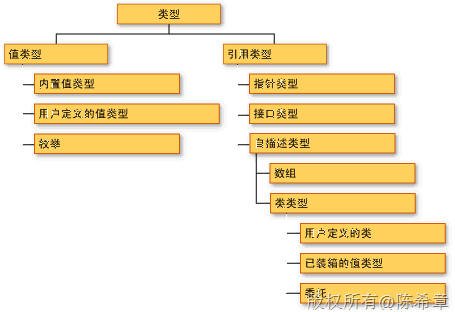 类型
值类型
引用类型
内置值类型
指针类型
用户定义的值类型
接口类型
枚举
自描述类型
数组
类类型
用户定义的类
已装箱的值类型
委托
版权所有@陈希章